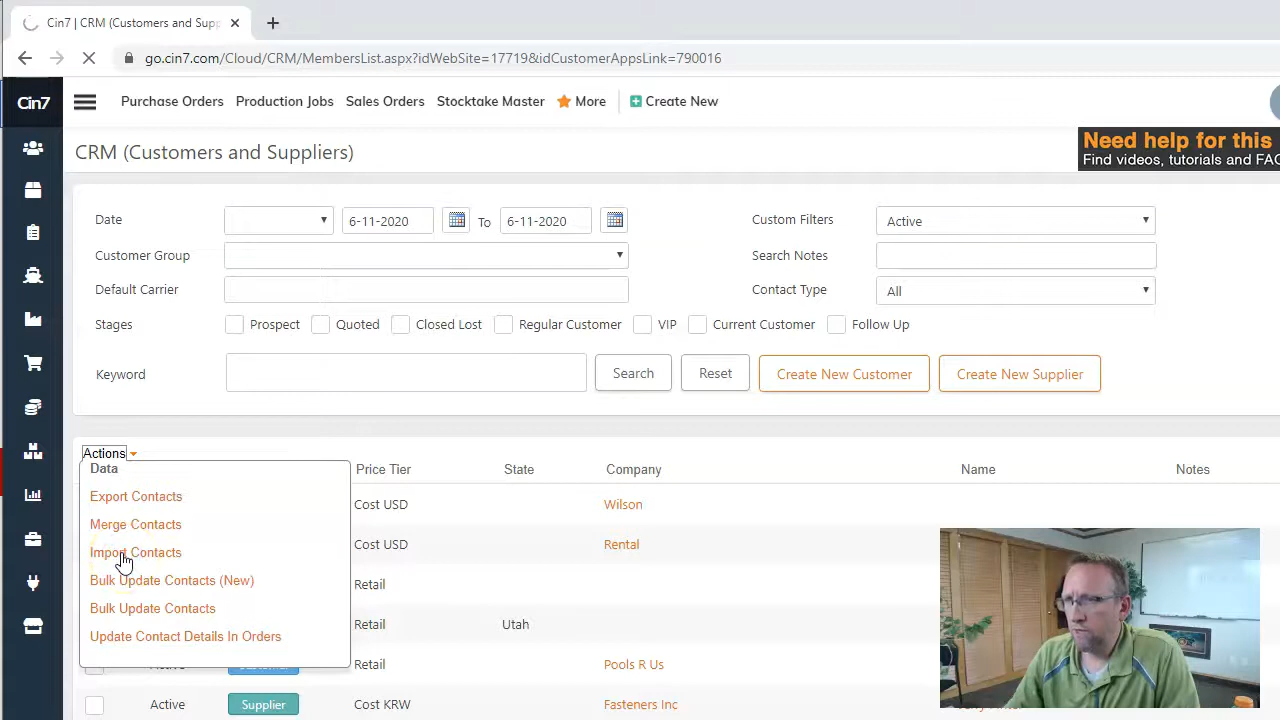 Cin7 | CRM (Customers and Supp
go.cin7.com/Cloud/CRM/MembersList.aspx?idWebSite=17719&idCustomerAppsLink=790016
Cin7
Purchase Orders Production Jobs Sales Orders Stocktake Master More Create New
CRM (Customers and Suppliers)
Need help for this
Find videos, tutorials and FAQ
Date 6-11-2020 To 6-11-2020 Custom Filters Active
Customer Group Search Notes
Default Carrier Contact Type All
Stages Prospect Quoted Closed Lost Regular Customer VIP Current Customer Follow Up
Keyword Search Reset Create New Customer Create New Supplier
Actions
Data
Price Tier State Company Name Notes
Export Contacts
Cost USD Wilson
Merge Contacts
Import Contacts
Cost USD Rental
Bulk Update Contacts (New)
Retail
Bulk Update Contacts
Retail Utah
Update Contact Details In Orders
Retail Pools R Us
Active Supplier Cost KRW Fasteners Inc